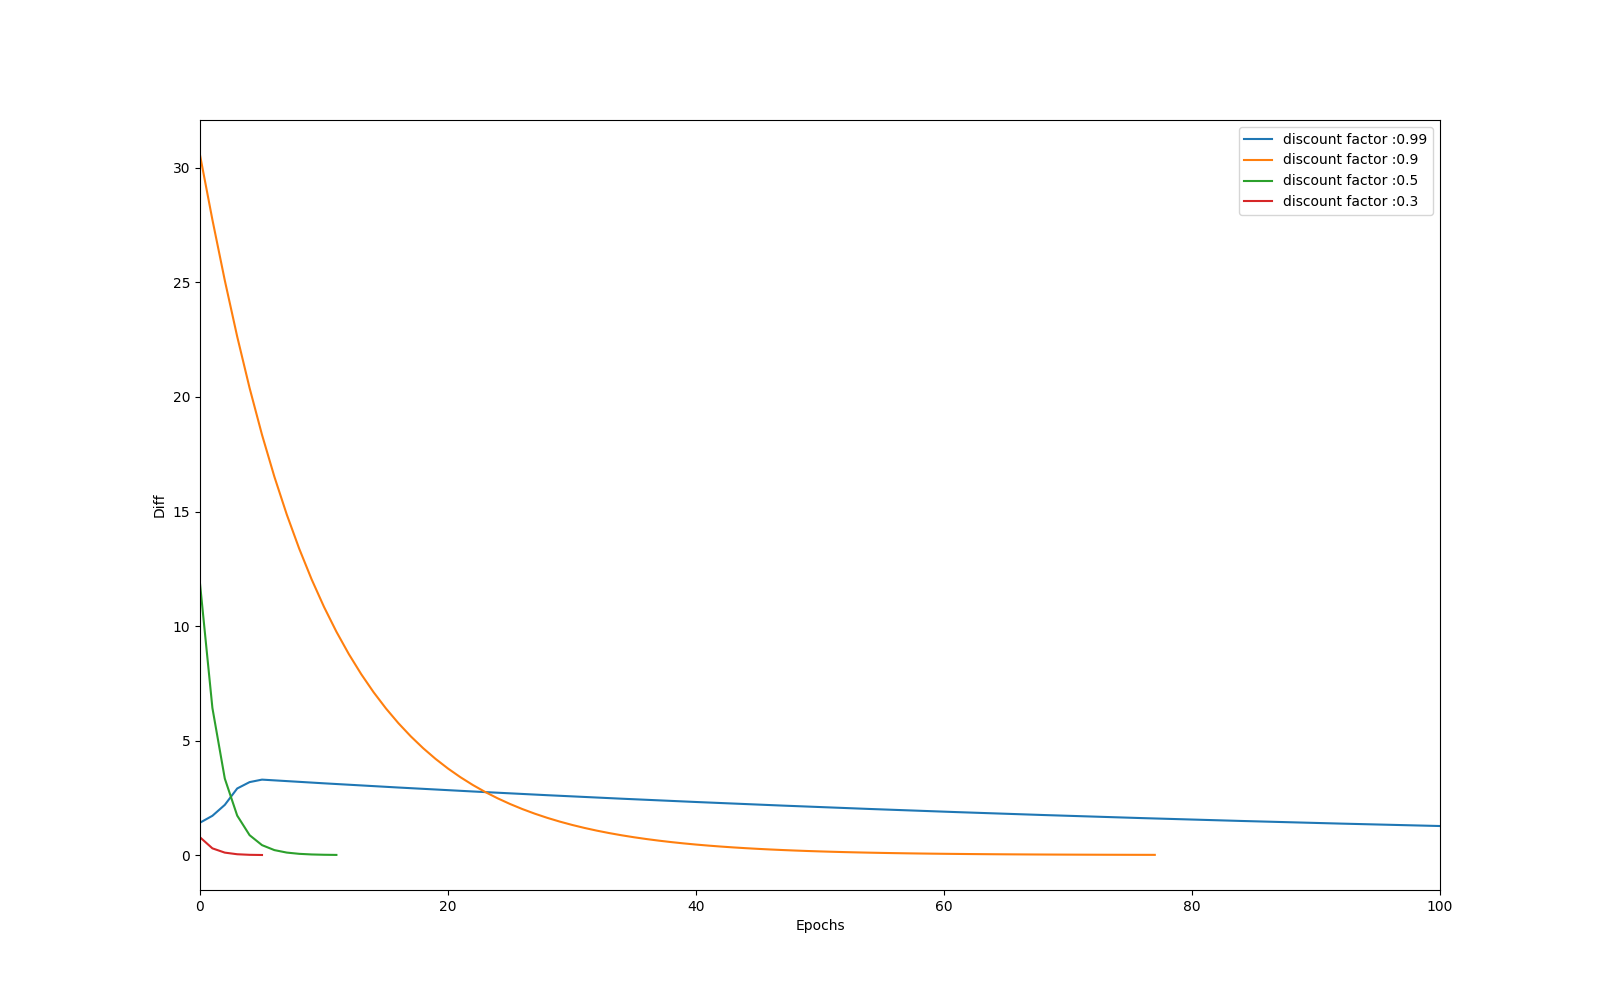 discount factor :0.99
discount factor :0.9
discount factor :0.5
discount factor :0.3
30
25
20
15
10
5
0
Diff
0 20 40 60 80 100
Epochs